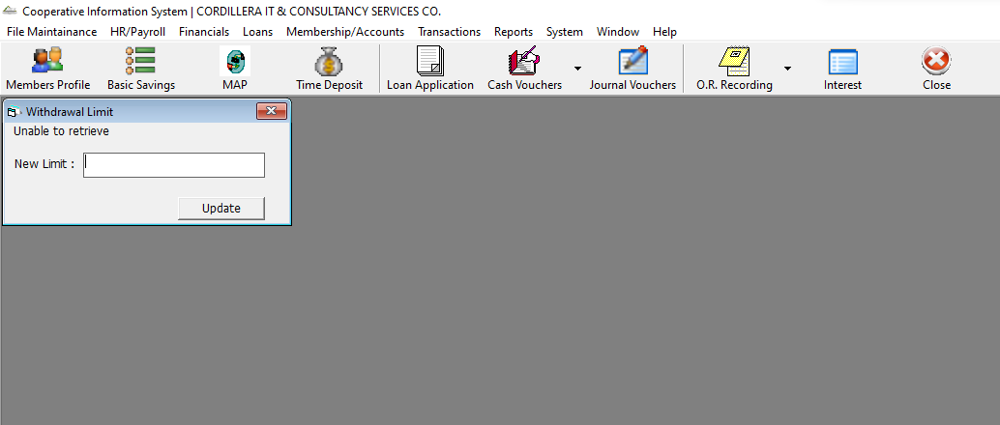 Cooperative Information System | CORDILLERA IT & CONSULTANCY SERVICES CO.
File Maintainance HR/Payroll Financials Loans Membership/Accounts Transactions Reports System Window Help
Members Profile Basic Savings MAP Time Deposit Loan Application Cash Vouchers Journal Vouchers O.R. Recording Interest Close
Withdrawal Limit
Unable to retrieve
New Limit :
Update